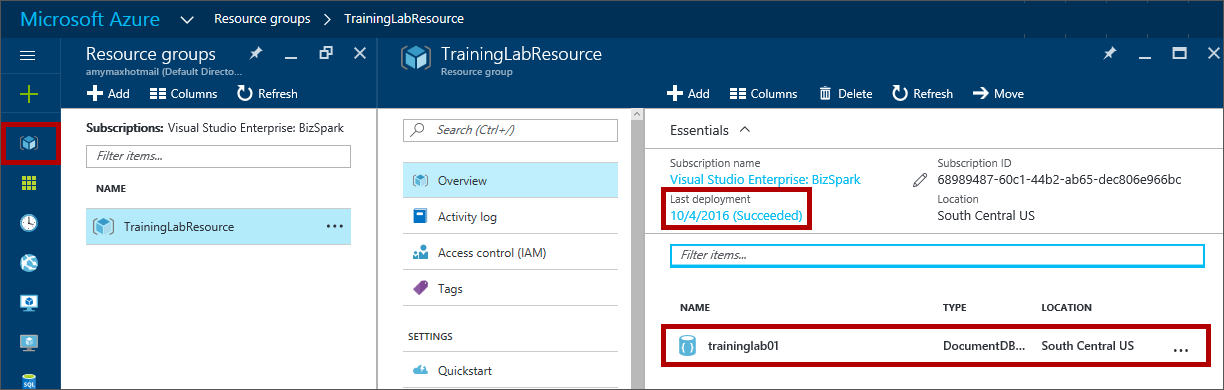 Microsoft Azure Resource groups > TrainingLabResource
Resource groups
amymaxhotmail (Default Directo...
Add Columns Refresh
Subscriptions: Visual Studio Enterprise: BizSpark
Filter items...
NAME
TrainingLabResource ...
TrainingLabResource
Resource group
Search (Ctrl+/)
Overview
Activity log
Access control (IAM)
Tags
SETTINGS
Quickstart
Add Columns Delete Refresh Move
Essentials
Subscription name
Visual Studio Enterprise: BizSpark
Last deployment
10/4/2016 (Succeeded)
Subscription ID
68989487-60c1-44b2-ab65-dec806e966bc
Location
South Central US
Filter items...
NAME TYPE LOCATION
traininglab01 DocumentDB... South Central US ...
SQL